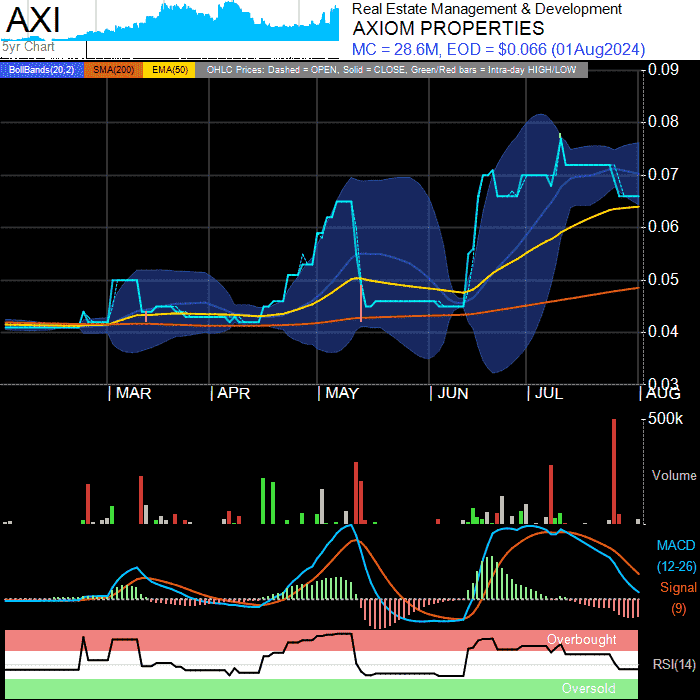 AXI
5yr Chart
Real Estate Management & Development
AXIOM PROPERTIES
MC = 28.6M, EOD = $0.066 (01Aug2024)
BollBands(20,2) SMA(200) EMA(50) OHLC Prices: Dashed = OPEN, Solid = CLOSE, Green/Red bars = Intra-day HIGH/LOW
0.09
0.08
0.07
0.06
0.05
0.04
0.03
MAR APR MAY JUN JUL AUG
500k
Volume
MACD
(12-26)
Signal
(9)
Overbought
RSI(14)
Oversold